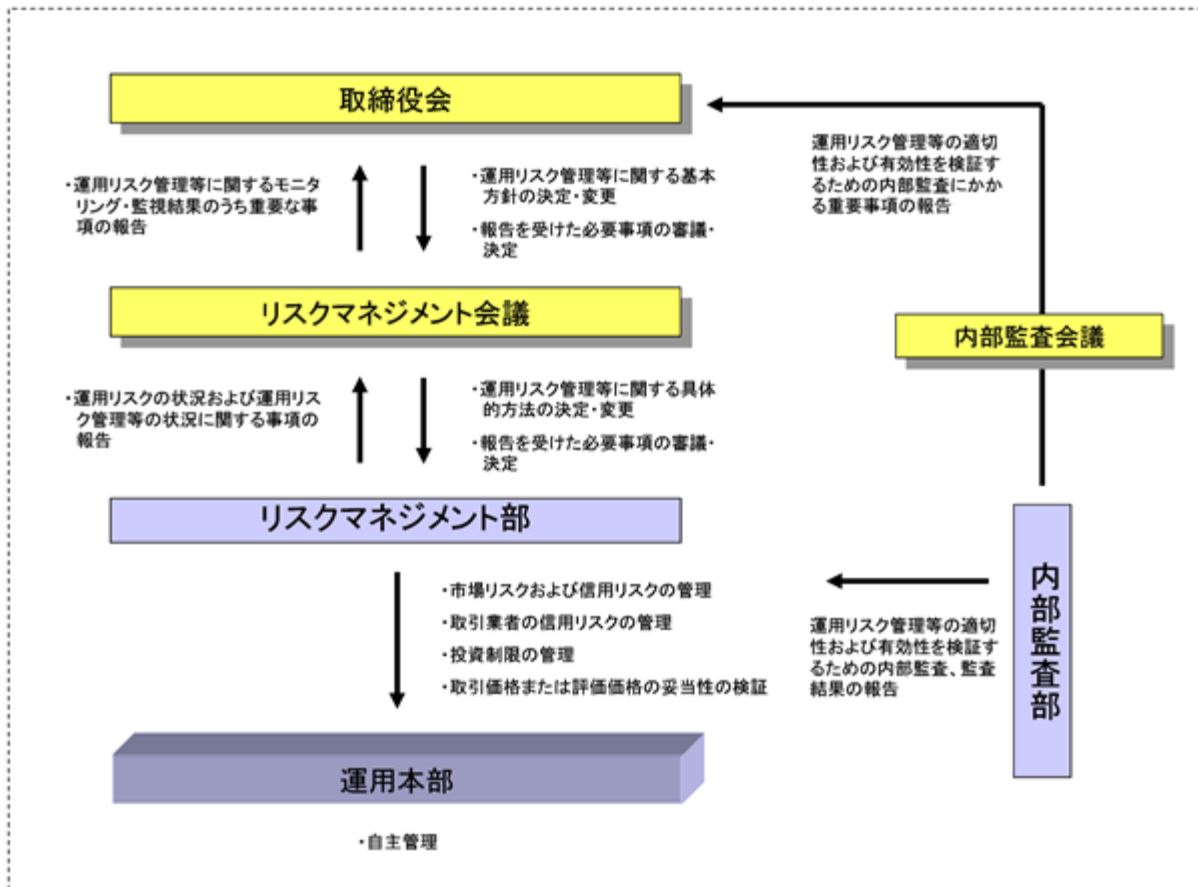 取締役会
・運用リスク管理等に関するモニ
タリング・監視結果のうち重要な事
項の報告
・運用リスク管理等に関する基本
方針の決定・変更
・報告を受けた必要事項の審議・
決定
運用リスク管理等の適切
性および有効性を検証す
るための内部監査にかか
る重要事項の報告
リスクマネジメント会議
内部監査会議
・運用リスクの状況および運用リス
ク管理等の状況に関する事項の
報告
・運用リスク管理等に関する具体
的方法の決定・変更
・報告を受けた必要事項の審議・
決定
リスクマネジメント部
内部監査部
・市場リスクおよび信用リスクの管理
・取引業者の信用リスクの管理
・投資制限の管理
・取引価格または評価価格の妥当性の検証
運用リスク管理等の適切
性および有効性を検証す
るための内部監査、監査
結果の報告
運用本部
・自主管理